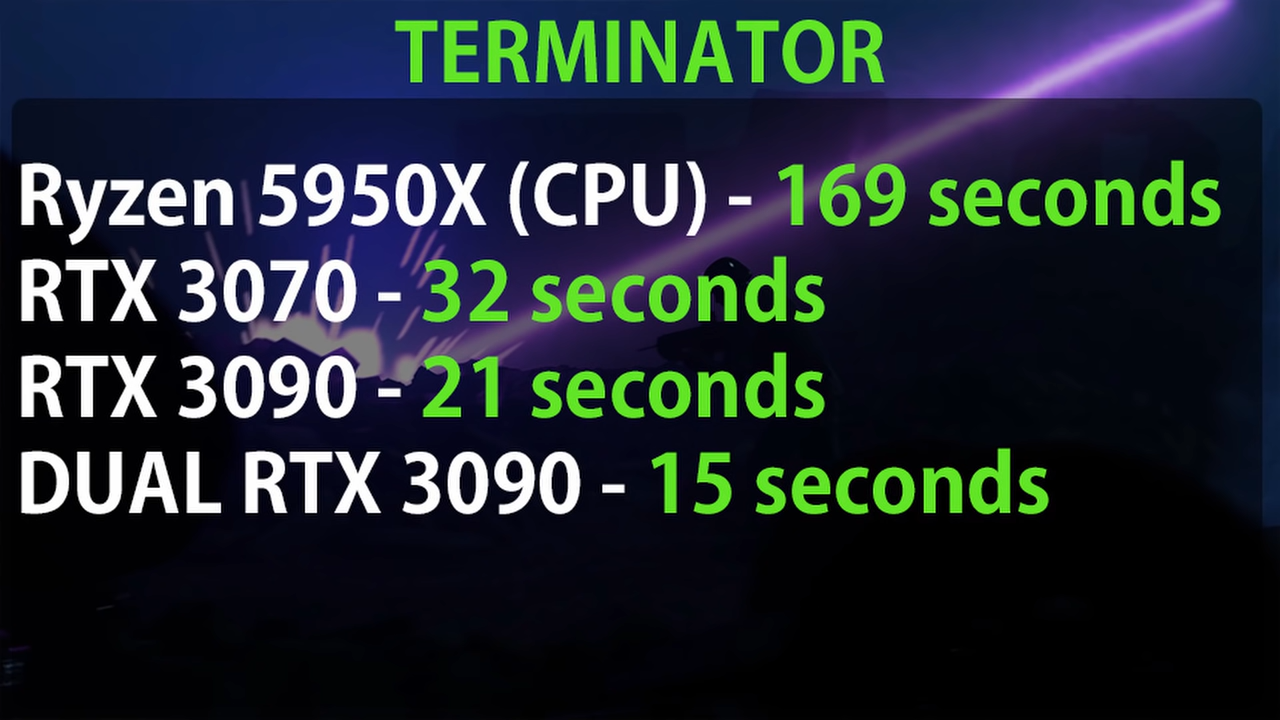 TERMINATOR
Ryzen 5950X (CPU) - 169 seconds
RTX 3070 - 32 seconds
RTX 3090 - 21 seconds
DUAL RTX 3090 - 15 seconds